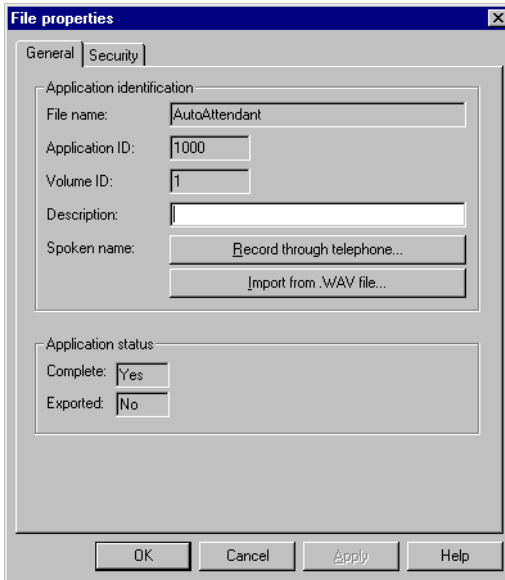 File properties
General Security
Application identification
File name: AutoAttendant
Application ID: 1000
Volume ID: 1
Description:
Spoken name: Record through telephone...
Import from .WAV file...
Application status
Complete: Yes
Exported: No
OK Cancel Apply Help